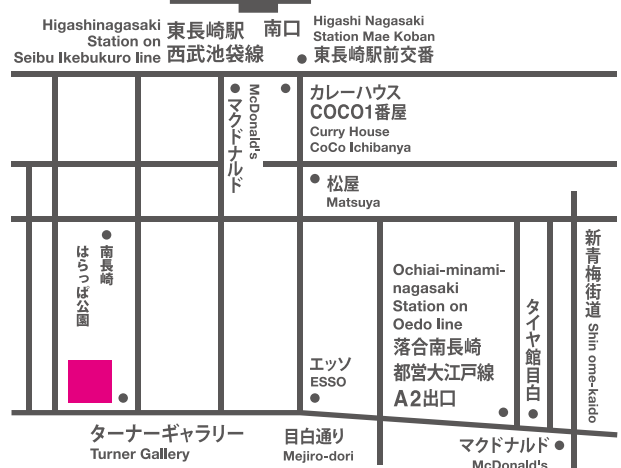 Higashinagasaki
Station on
Seibu Ikebukuro line
東長崎駅
西武池袋線
南口
Higashi Nagasaki
Station Mae Koban
東長崎駅前交番
McDonald's
マクドナルド
カレーハウス
COCO1番屋
Curry House
CoCo Ichibanya
松屋
Matsuya
南長崎
はらっぱ公園
新青梅街道 Shin ome-kaido
Ochiai-minami-
nagasaki
Station on
Oedo line
落合南長崎
都営大江戸線
A2出口
タイヤ館目白
エッソ
ESSO
ターナーギャラリー
Turner Gallery
目白通り
Mejiro-dori
マクドナルド
McDonald's